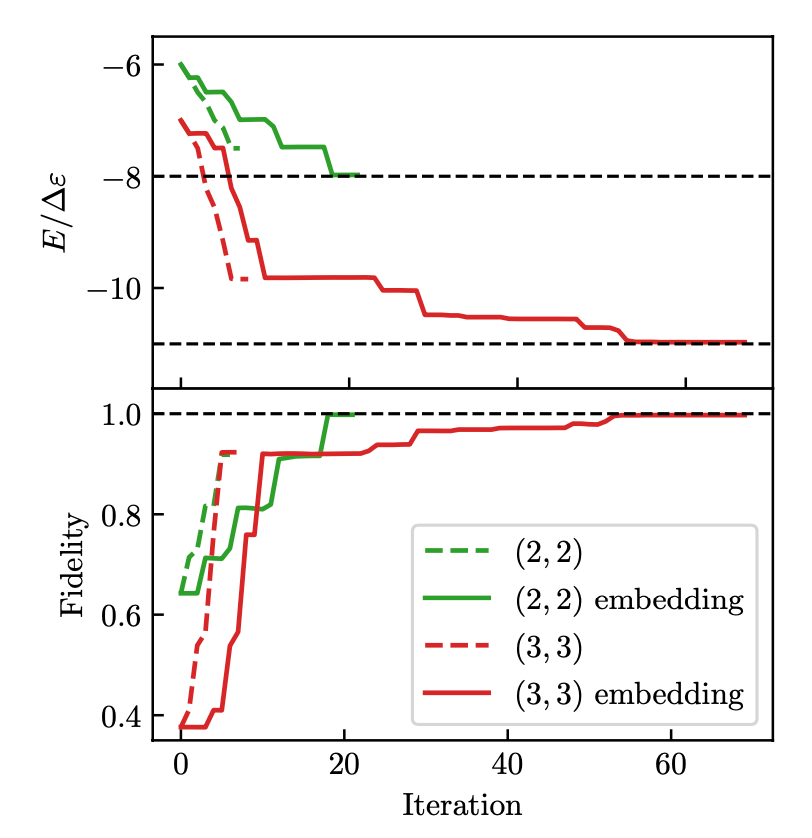 −6
−8
−10
E/Δε
1.0
0.8
0.6
0.4
Fidelity
(2, 2)
(2, 2) embedding
(3, 3)
(3, 3) embedding
0
20
40
60
Iteration